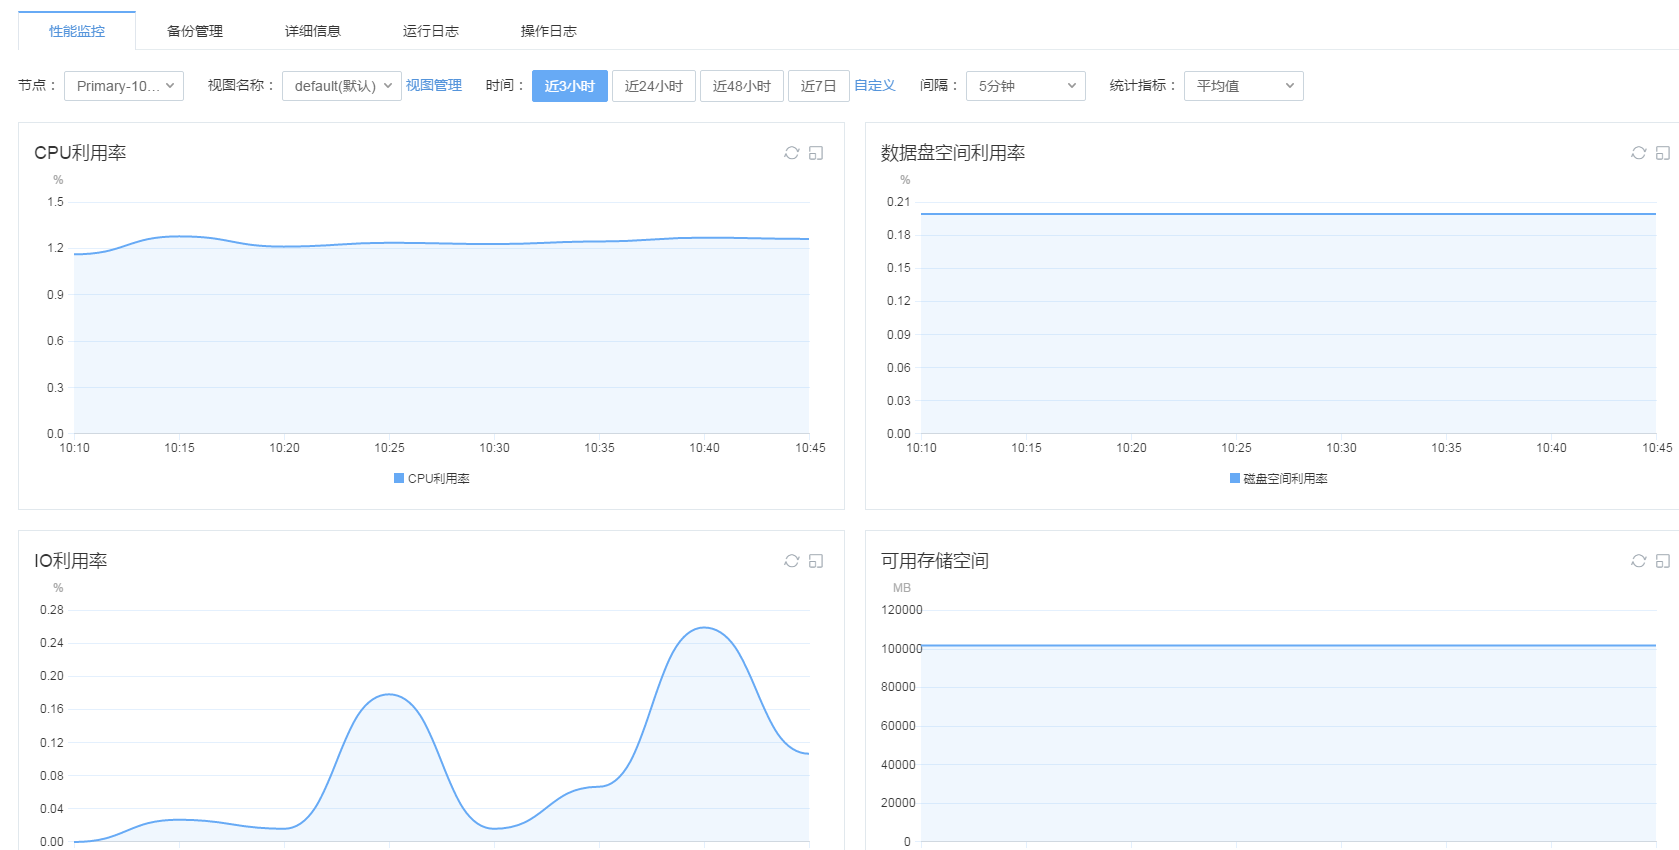 性能监控 备份管理 详细信息 运行日志 操作日志
节点： Primary-10... 视图名称： default(默认) 视图管理 时间： 近3小时 近24小时 近48小时 近7日 自定义 间隔： 5分钟 统计指标： 平均值
CPU利用率
%
1.5
1.2
0.9
0.6
0.3
0.0
10:10 10:15 10:20 10:25 10:30 10:35 10:40 10:45
CPU利用率
数据盘空间利用率
%
0.21
0.18
0.15
0.12
0.09
0.06
0.03
0.00
10:10 10:15 10:20 10:25 10:30 10:35 10:40 10:45
磁盘空间利用率
IO利用率
%
0.28
0.24
0.20
0.16
0.12
0.08
0.04
0.00
可用存储空间
MB
120000
100000
80000
60000
40000
20000
0